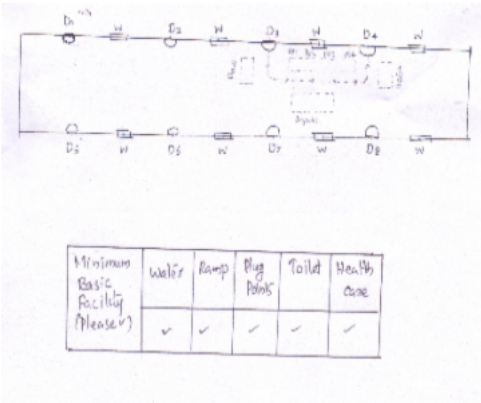 D1 W D2 W D3 W D4 W
D5 W D6 W D7 W D8 W
Minimum Basic Facility (Please ✓)
Water
Ramp
Plug Points
Toilet
Health Care
✓ ✓ ✓ ✓ ✓